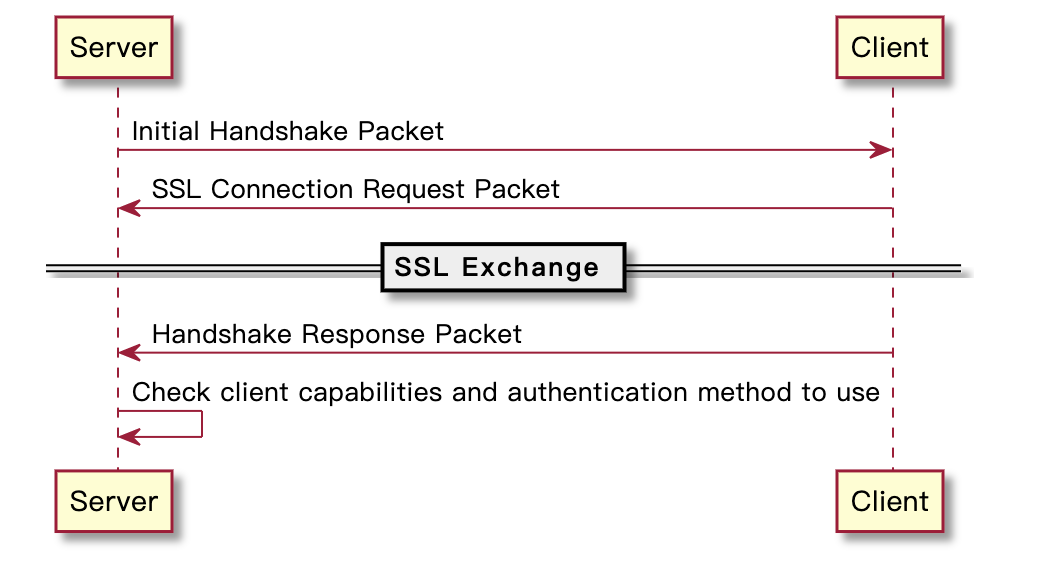 Server
Client
Initial Handshake Packet
SSL Connection Request Packet
SSL Exchange
Handshake Response Packet
Check client capabilities and authentication method to use
Server
Client